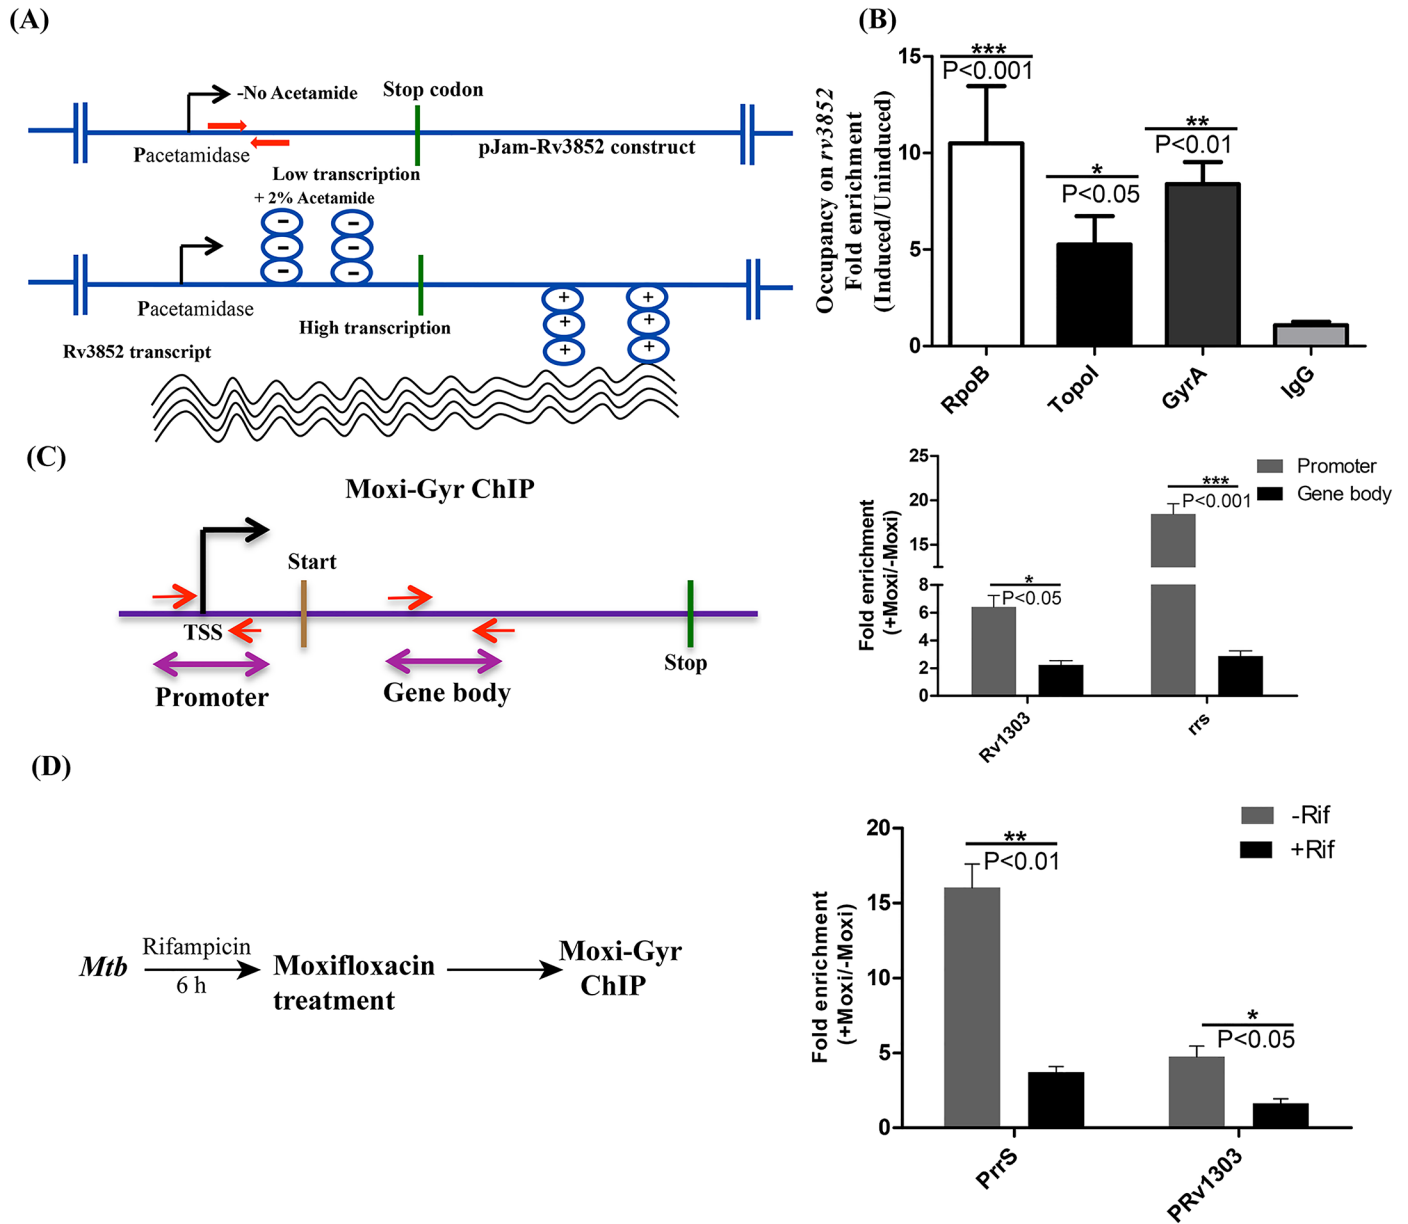 (A)
-No Acetamide
Stop codon
Pacetamidase
pJam-Rv3852 construct
Low transcription
+ 2% Acetamide
- -
- -
- -
Pacetamidase
High transcription
+ +
+ +
+ +
Rv3852 transcript
(B)
Occupancy on rv3852
Fold enrichment
(Induced/Uninduced)
15
10
5
0
***
P<0.001
*
P<0.05
**
P<0.01
RpoB
TopoI
GyrA
IgG
(C)
Moxi-Gyr ChIP
Start
TSS
Stop
Promoter
Gene body
Fold enrichment
(+Moxi/-Moxi)
25
20
15
8
6
4
2
0
*
P<0.05
***
P<0.001
Promoter
Gene body
Rv1303
rrs
(D)
Mtb
Rifampicin
6 h
Moxifloxacin
treatment
Moxi-Gyr
ChIP
Fold enrichment
(+Moxi/-Moxi)
20
15
10
5
0
**
P<0.01
*
P<0.05
-Rif
+Rif
PrrS
PRv1303